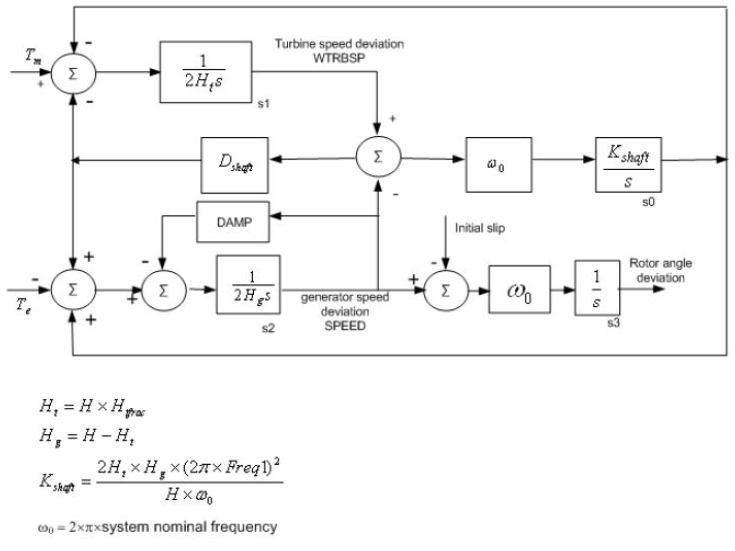 Turbine speed deviation
WTRBSP
T_m
-
+
-
Σ
1
2H_t s
s1
+
Σ
-
D_shaft
ω_0
K_shaft
s
s0
DAMP
Initial slip
-
+
Σ
+
T_e
-
+
Σ
1
2H_g s
s2
generator speed
deviation
SPEED
+
-
Σ
ω_0
1
s
s3
Rotor angle
deviation
H_t = H × H_tfrac
H_g = H − H_t
K_shaft = 2H_t × H_g × (2π × Freq1)^2
H × ω_0
ω0 = 2×π×system nominal frequency